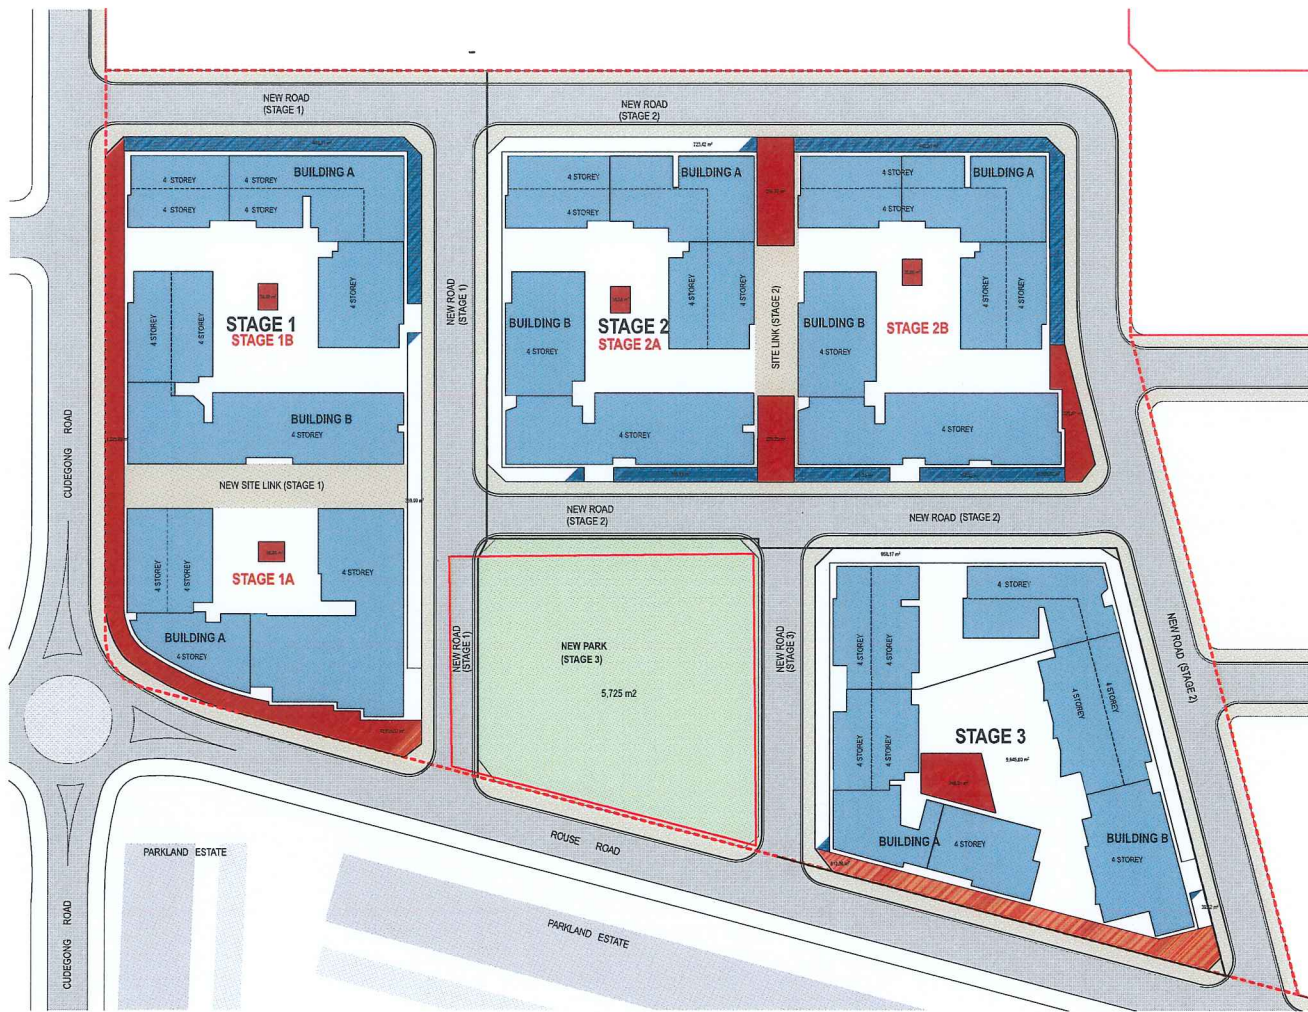 NEW ROAD
(STAGE 1)
NEW ROAD
(STAGE 2)
723,42 m²
4 STOREY
4 STOREY
BUILDING A
4 STOREY
4 STOREY
4 STOREY
BUILDING A
4 STOREY
4 STOREY
BUILDING A
4 STOREY
4 STOREY
4 STOREY
4 STOREY
STAGE 1
STAGE 1B
NEW ROAD
(STAGE 1)
BUILDING B
4 STOREY
STAGE 2
STAGE 2A
4 STOREY
4 STOREY
SITE LINK (STAGE 2)
BUILDING B
4 STOREY
STAGE 2B
4 STOREY
4 STOREY
BUILDING B
4 STOREY
4 STOREY
4 STOREY
CUDEGONG ROAD
NEW SITE LINK (STAGE 1)
NEW ROAD
(STAGE 2)
NEW ROAD (STAGE 2)
4 STOREY
4 STOREY
STAGE 1A
4 STOREY
BUILDING A
4 STOREY
NEW ROAD
(STAGE 1)
NEW PARK
(STAGE 3)
5,725 m2
NEW ROAD
(STAGE 3)
4 STOREY
4 STOREY
4 STOREY
4 STOREY
4 STOREY
NEW ROAD (STAGE 2)
4 STOREY
4 STOREY
STAGE 3
BUILDING A
4 STOREY
BUILDING B
4 STOREY
ROUSE ROAD
PARKLAND ESTATE
PARKLAND ESTATE
CUDEGONG ROAD